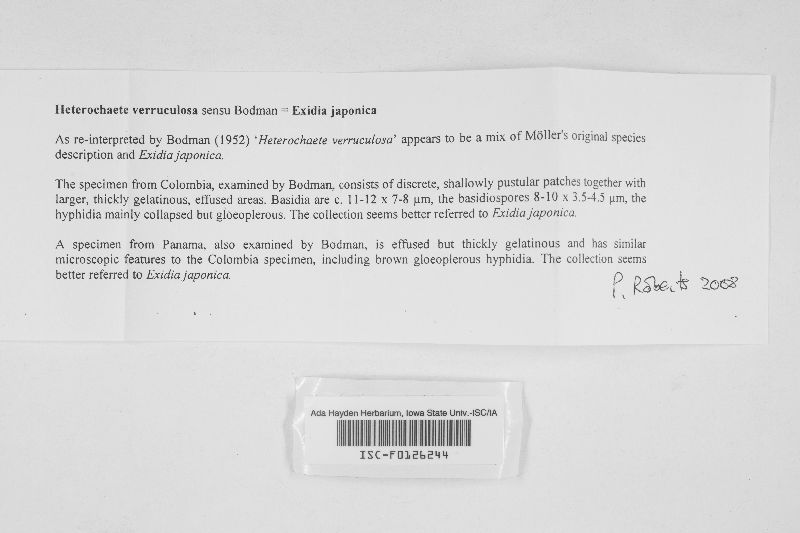 Heterochaete verruculosa sensu Bodman = Exidia japonica
As re-interpreted by Bodman (1952) ‘Heterochaete verruculosa’ appears to be a mix of Möller's original species
description and Exidia japonica.
The specimen from Colombia, examined by Bodman, consists of discrete, shallowly pustular patches together with
larger, thickly gelatinous, effused areas. Basidia are c. 11-12 x 7-8 µm, the basidiospores 8-10 x 3.5-4.5 µm, the
hyphidia mainly collapsed but gloeoplerous. The collection seems better referred to Exidia japonica.
A specimen from Panama, also examined by Bodman, is effused but thickly gelatinous and has similar
microscopic features to the Colombia specimen, including brown gloeoplerous hyphidia. The collection seems
better referred to Exidia japonica.
P. Roberts 2008
Ada Hayden Herbarium, Iowa State Univ.-ISC/IA
ISC-F0126244